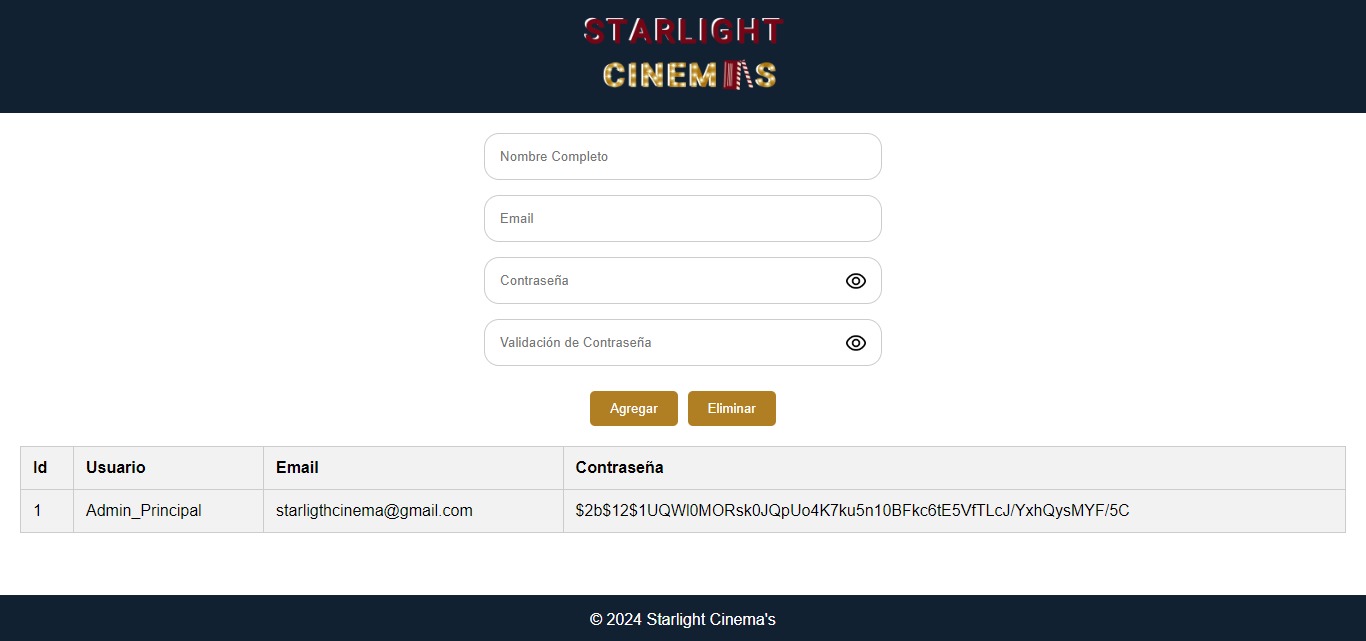 STARLIGHT
CINEMAS
Nombre Completo
Email
Contraseña
Validación de Contraseña
Agregar Eliminar
Id Usuario Email Contraseña
1 Admin_Principal starligthcinema@gmail.com $2b$12$1UQWl0MORsk0JQpUo4K7ku5n10BFkc6tE5VfTLcJ/YxhQysMYF/5C
© 2024 Starlight Cinema's